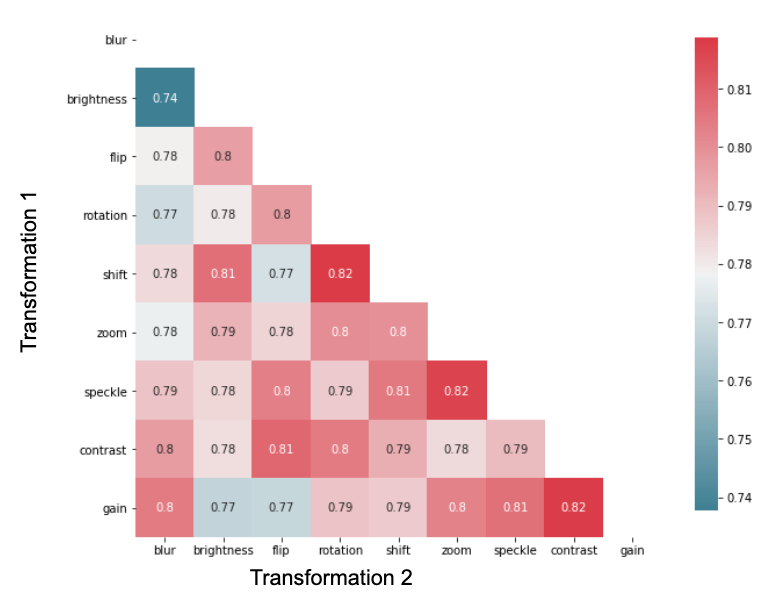 blur
0.81
brightness 0.74
0.80
flip 0.78 0.8
0.79
rotation 0.77 0.78 0.8
shift 0.78 0.81 0.77 0.82
0.78
Transformation 1
0.77
zoom 0.78 0.79 0.78 0.8 0.8
0.76
speckle 0.79 0.78 0.8 0.79 0.81 0.82
0.75
contrast 0.8 0.78 0.81 0.8 0.79 0.78 0.79
0.74
gain 0.8 0.77 0.77 0.79 0.79 0.8 0.81 0.82
blur brightness flip rotation shift zoom speckle contrast gain
Transformation 2